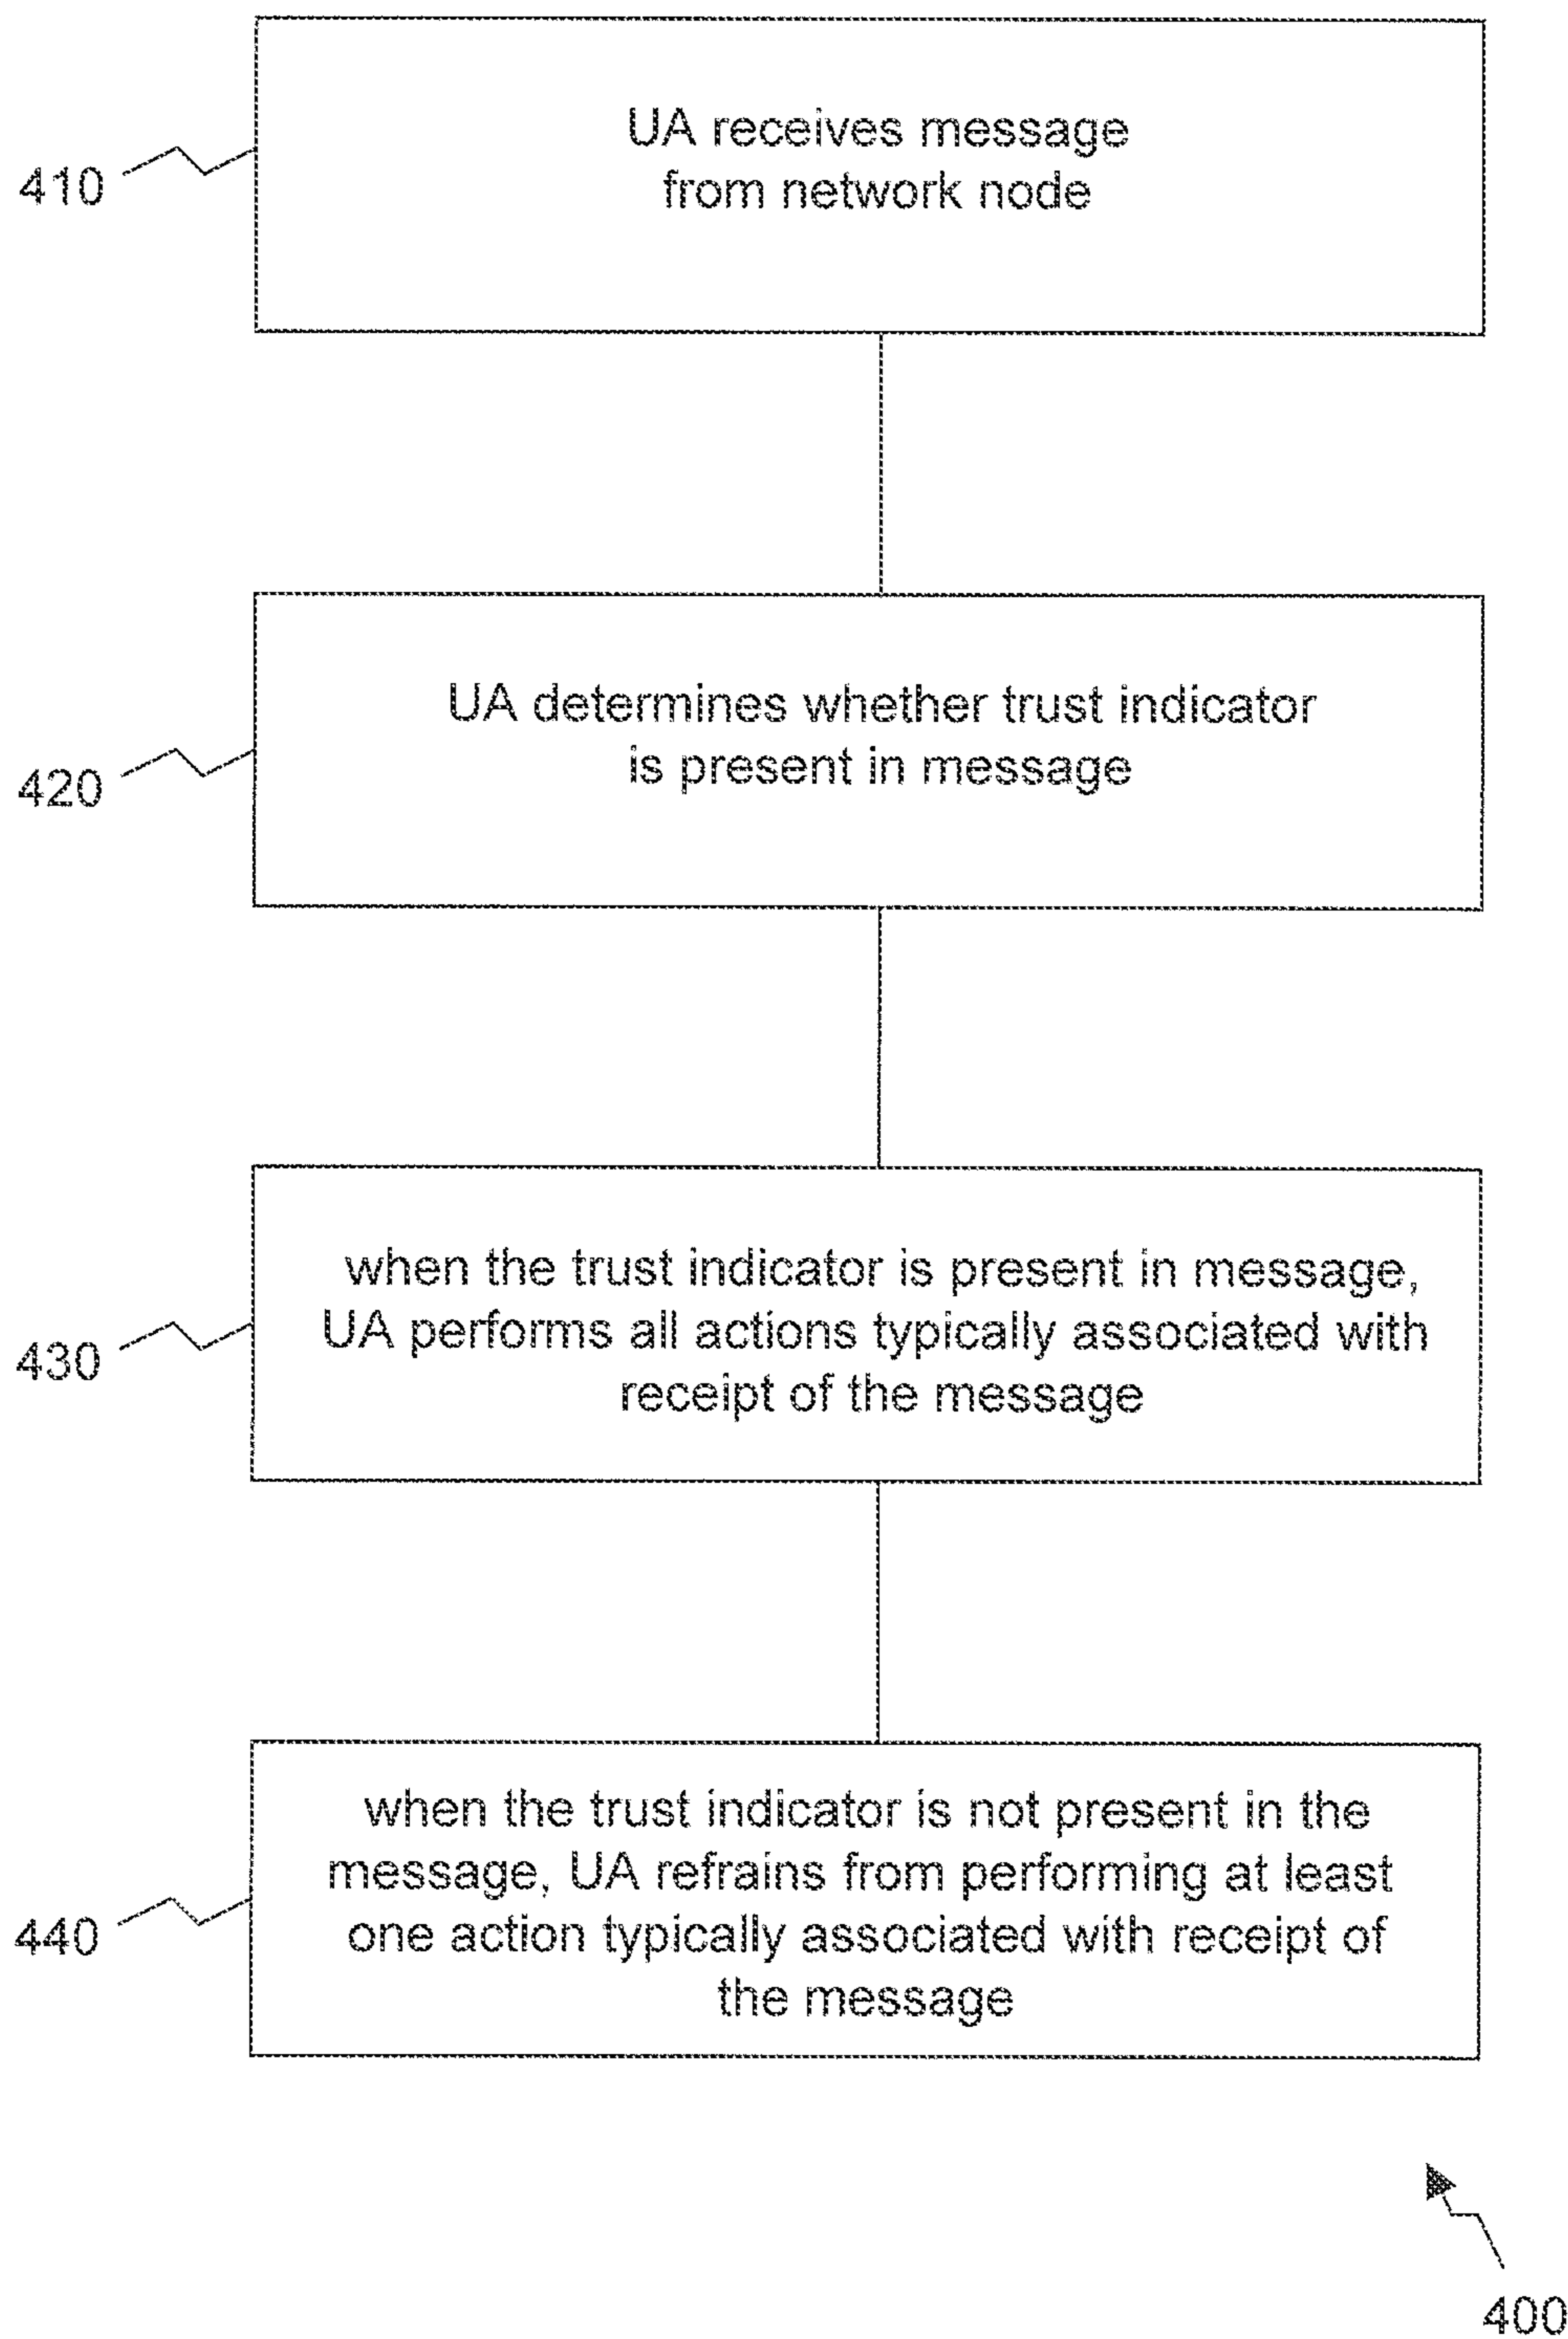 UA receives message
from network node
410
UA determines whether trust indicator
is present in message
420
when the trust indicator is present in message,
UA performs all actions typically associated with
receipt of the message
430
when the trust indicator is not present in the
message, UA refrains from performing at least
one action typically associated with receipt of
the message
440
400